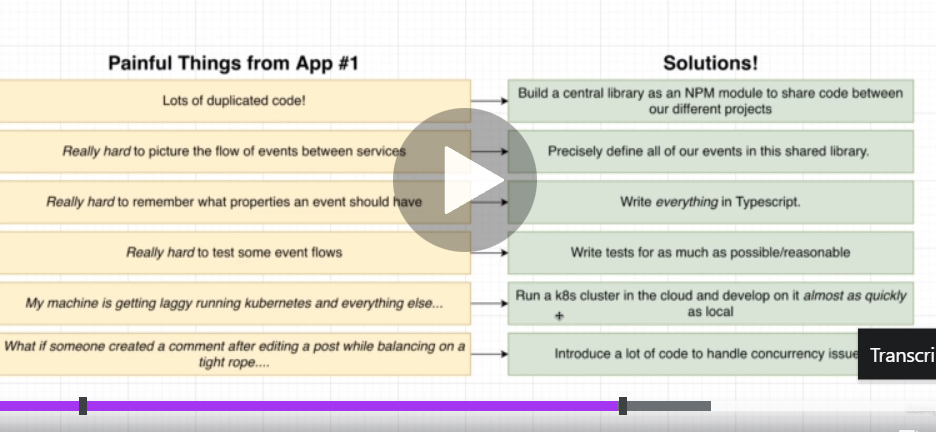 Painful Things from App #1
Solutions!
Lots of duplicated code!
Build a central library as an NPM module to share code between
our different projects
Really hard to picture the flow of events between services
Precisely define all of our events in this shared library.
Really hard to remember what properties an event should have
Write everything in Typescript.
Really hard to test some event flows
Write tests for as much as possible/reasonable
My machine is getting laggy running kubernetes and everything else...
Run a k8s cluster in the cloud and develop on it almost as quickly
as local
What if someone created a comment after editing a post while balancing on a
tight rope....
Introduce a lot of code to handle concurrency issue
Transcri